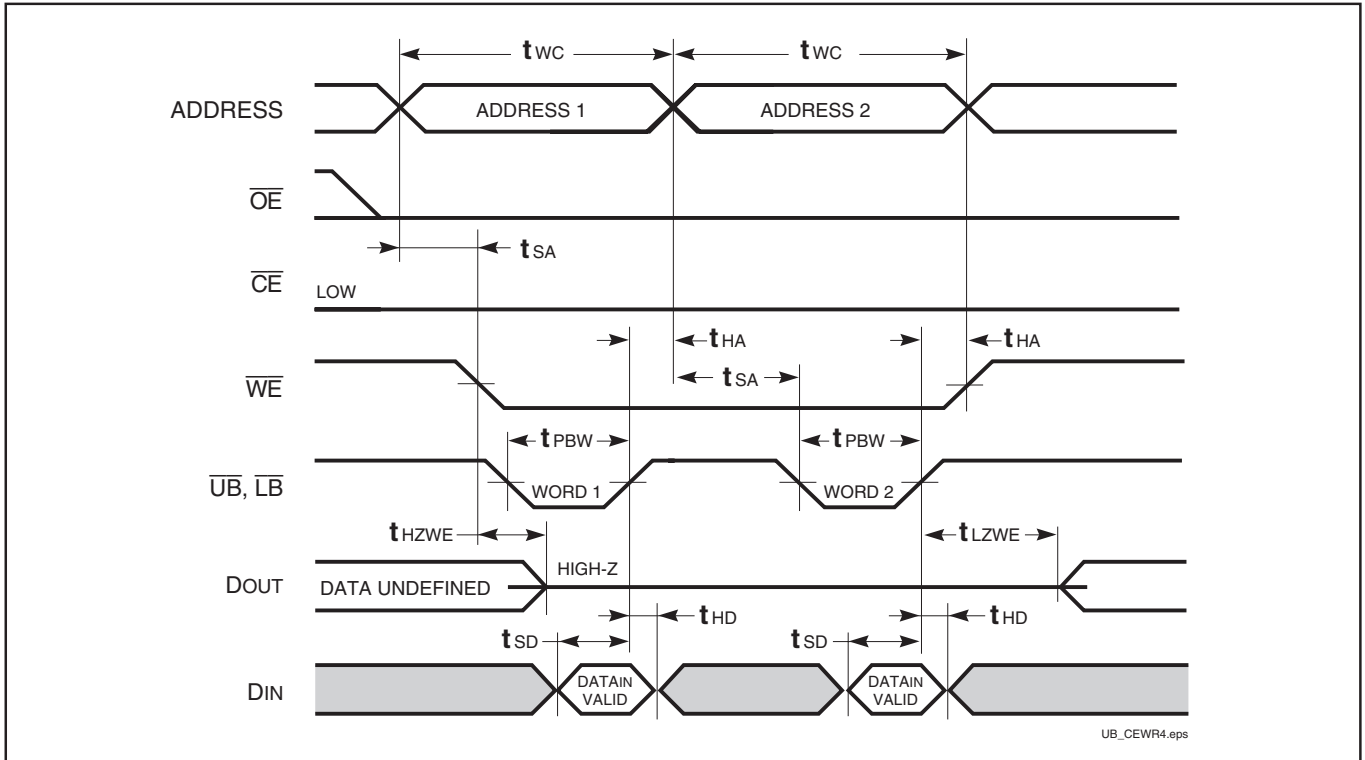 tWC tWC
ADDRESS ADDRESS 1 ADDRESS 2
OE
tSA
CE LOW
tHA tHA
WE tSA
tPBW tPBW
UB, LB WORD 1 WORD 2
tHZWE tLZWE
DOUT DATA UNDEFINED HIGH-Z
tSD tHD tSD tHD
DIN DATAIN VALID DATAIN VALID
UB_CEWR4.eps